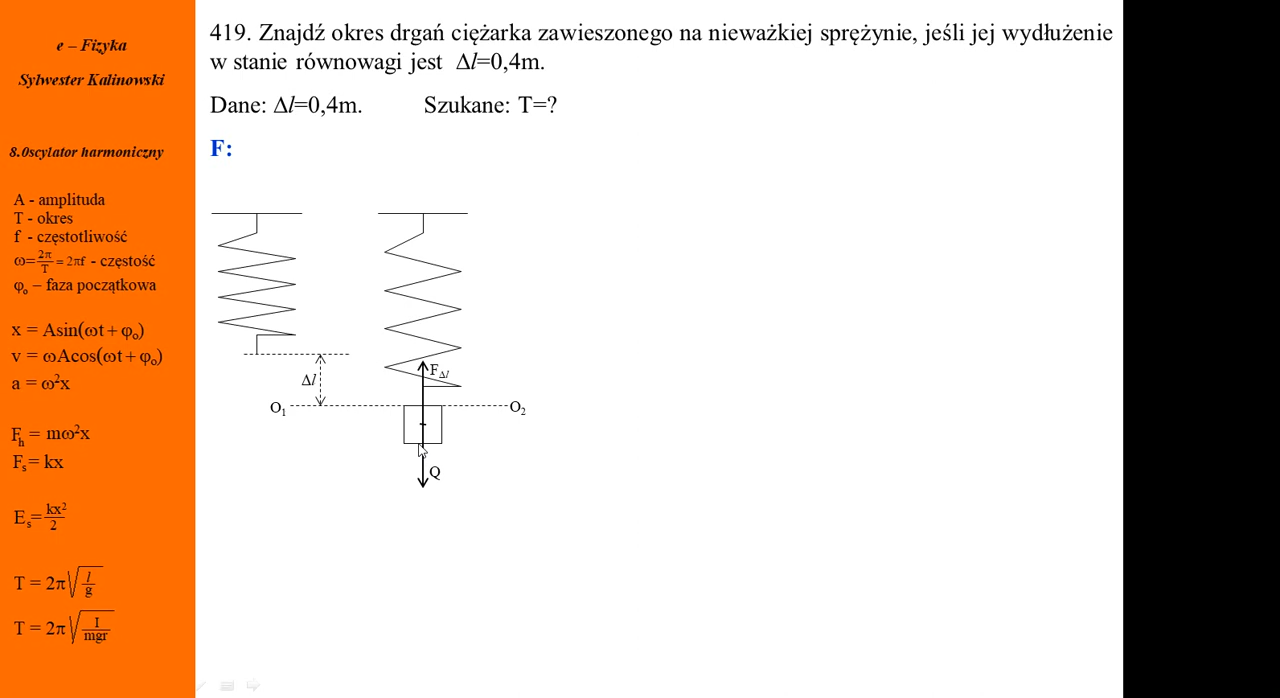 e – Fizyka
Sylwester Kalinowski
8.Oscylator harmoniczny
A - amplituda
T - okres
f - częstotliwość
ω=2π/T = 2πf - częstość
φₒ – faza początkowa
x = Asin(ωt + φₒ)
v = ωAcos(ωt + φₒ)
a = ω²x
Fₕ = mω²x
Fₛ= kx
Eₛ=kx²/2
T = 2π√(l/g)
T = 2π√(I/mgr)
419. Znajdź okres drgań ciężarka zawieszonego na nieważkiej sprężynie, jeśli jej wydłużenie
w stanie równowagi jest Δl=0,4m.
Dane: Δl=0,4m. Szukane: T=?
F:
F_Δl
Δl
O₁
O₂
Q